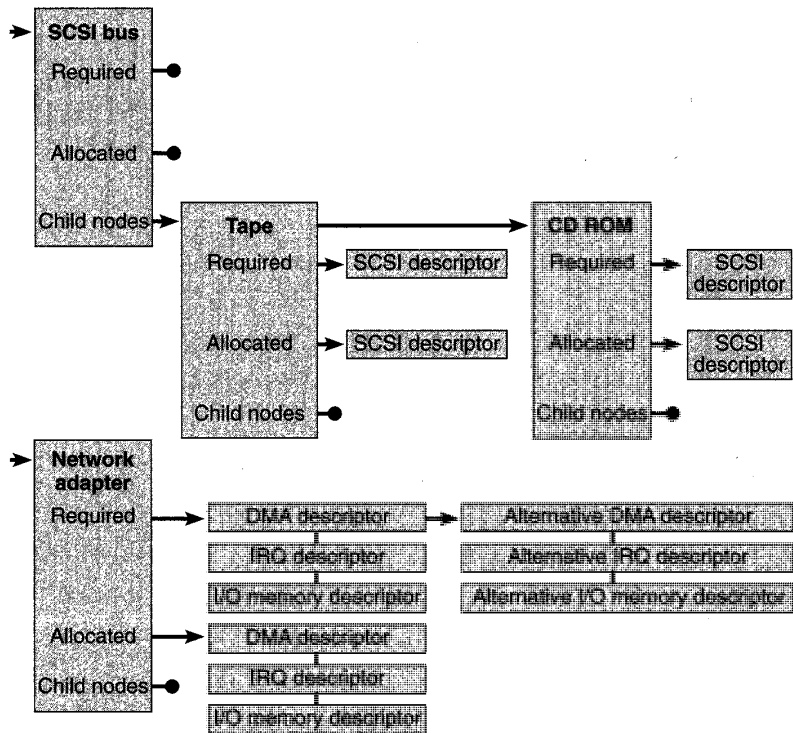 SCSI bus
Required
Allocated
Child nodes
Tape
Required
SCSI descriptor
Allocated
SCSI descriptor
Child nodes
CD ROM
Required
SCSI
descriptor
Allocated
SCSI
descriptor
Child nodes
Network
adapter
Required
DMA descriptor
Alternative DMA descriptor
IRQ descriptor
Alternative IRQ descriptor
I/O memory descriptor
Alternative I/O memory descriptor
Allocated
DMA descriptor
IRQ descriptor
Child nodes
I/O memory descriptor